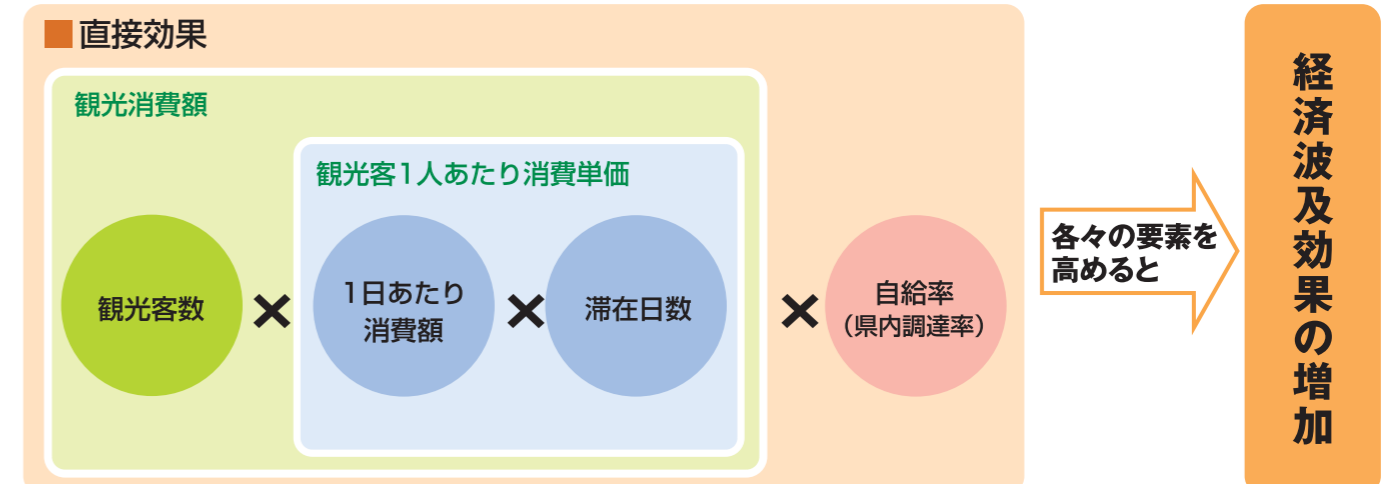 ■直接効果
観光消費額
観光客1人あたり消費単価
観光客数
×
1日あたり
消費額
×
滞在日数
×
自給率
（県内調達率）
各々の要素を
高めると
経済波及効果の増加